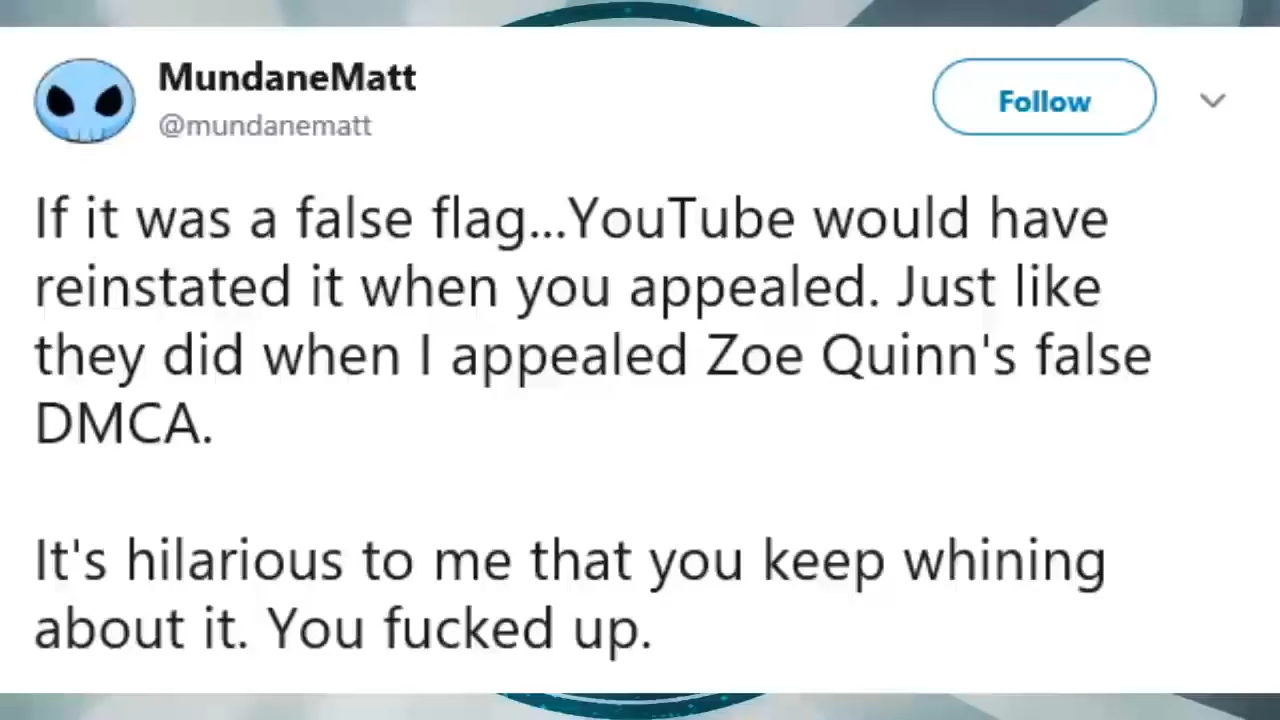 MundaneMatt
@mundanematt
Follow
If it was a false flag...YouTube would have
reinstated it when you appealed. Just like
they did when I appealed Zoe Quinn's false
DMCA.
It's hilarious to me that you keep whining
about it. You fucked up.